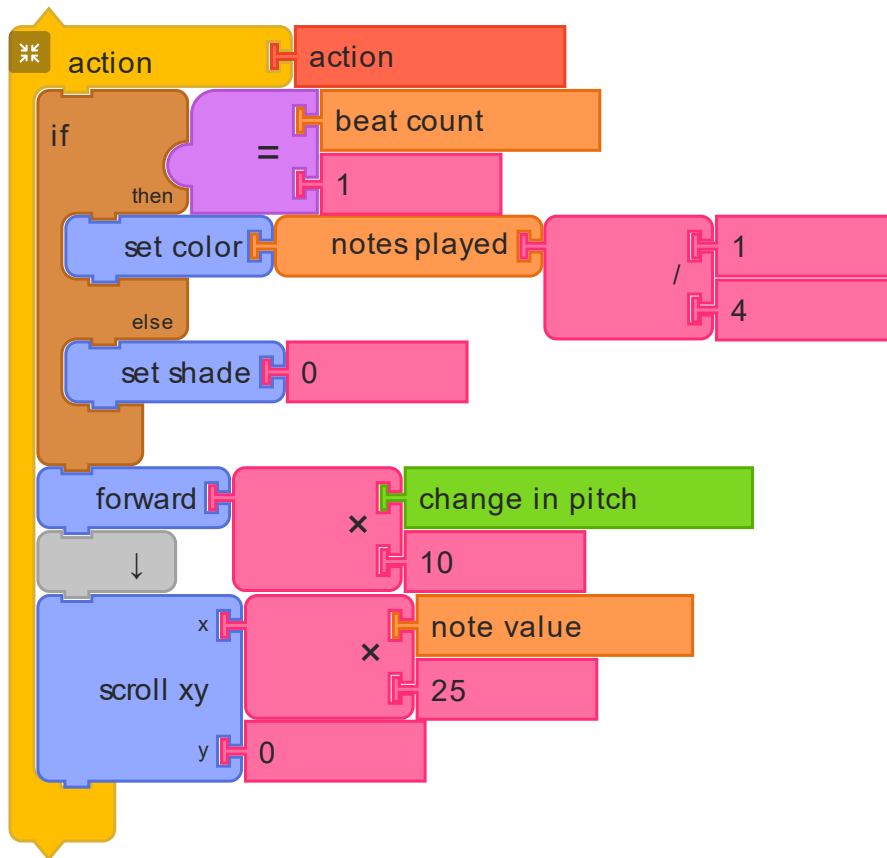 action action
if
= beat count
1
then
set color notes played / 1
4
else
set shade 0
forward × change in pitch
10
↓
scroll xy
x × note value
25
y 0